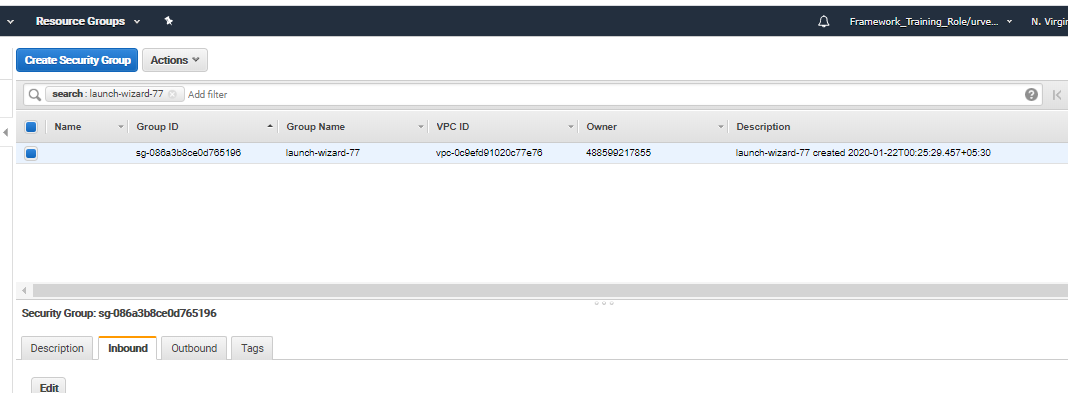 Resource Groups Framework_Training_Role/urve... N. Virgin
Create Security Group Actions
search : launch-wizard-77 Add filter
Name Group ID Group Name VPC ID Owner Description
sg-086a3b8ce0d765196 launch-wizard-77 vpc-0c9efd91020c77e76 488599217855 launch-wizard-77 created 2020-01-22T00:25:29.457+05:30
Security Group: sg-086a3b8ce0d765196
Description Inbound Outbound Tags
Edit